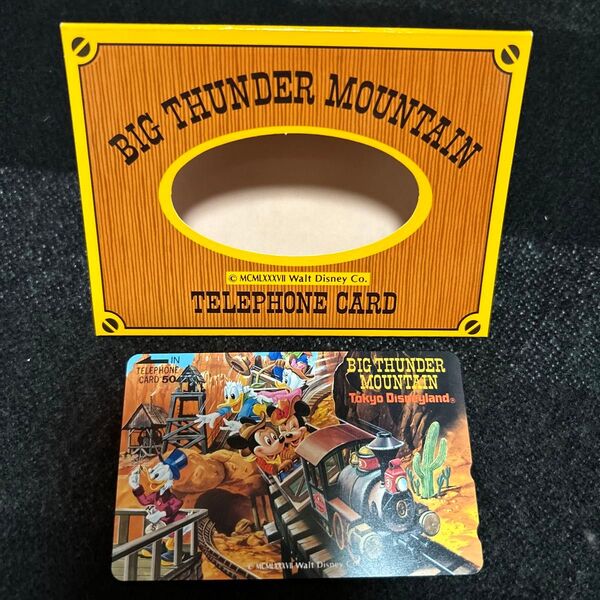 BIG THUNDER MOUNTAIN
© MCMLXXXVII Walt Disney Co.
TELEPHONE CARD
IN
TELEPHONE
CARD 50
BIG THUNDER
MOUNTAIN
Tokyo Disneyland®
© MCMLXXXVII Walt Disney